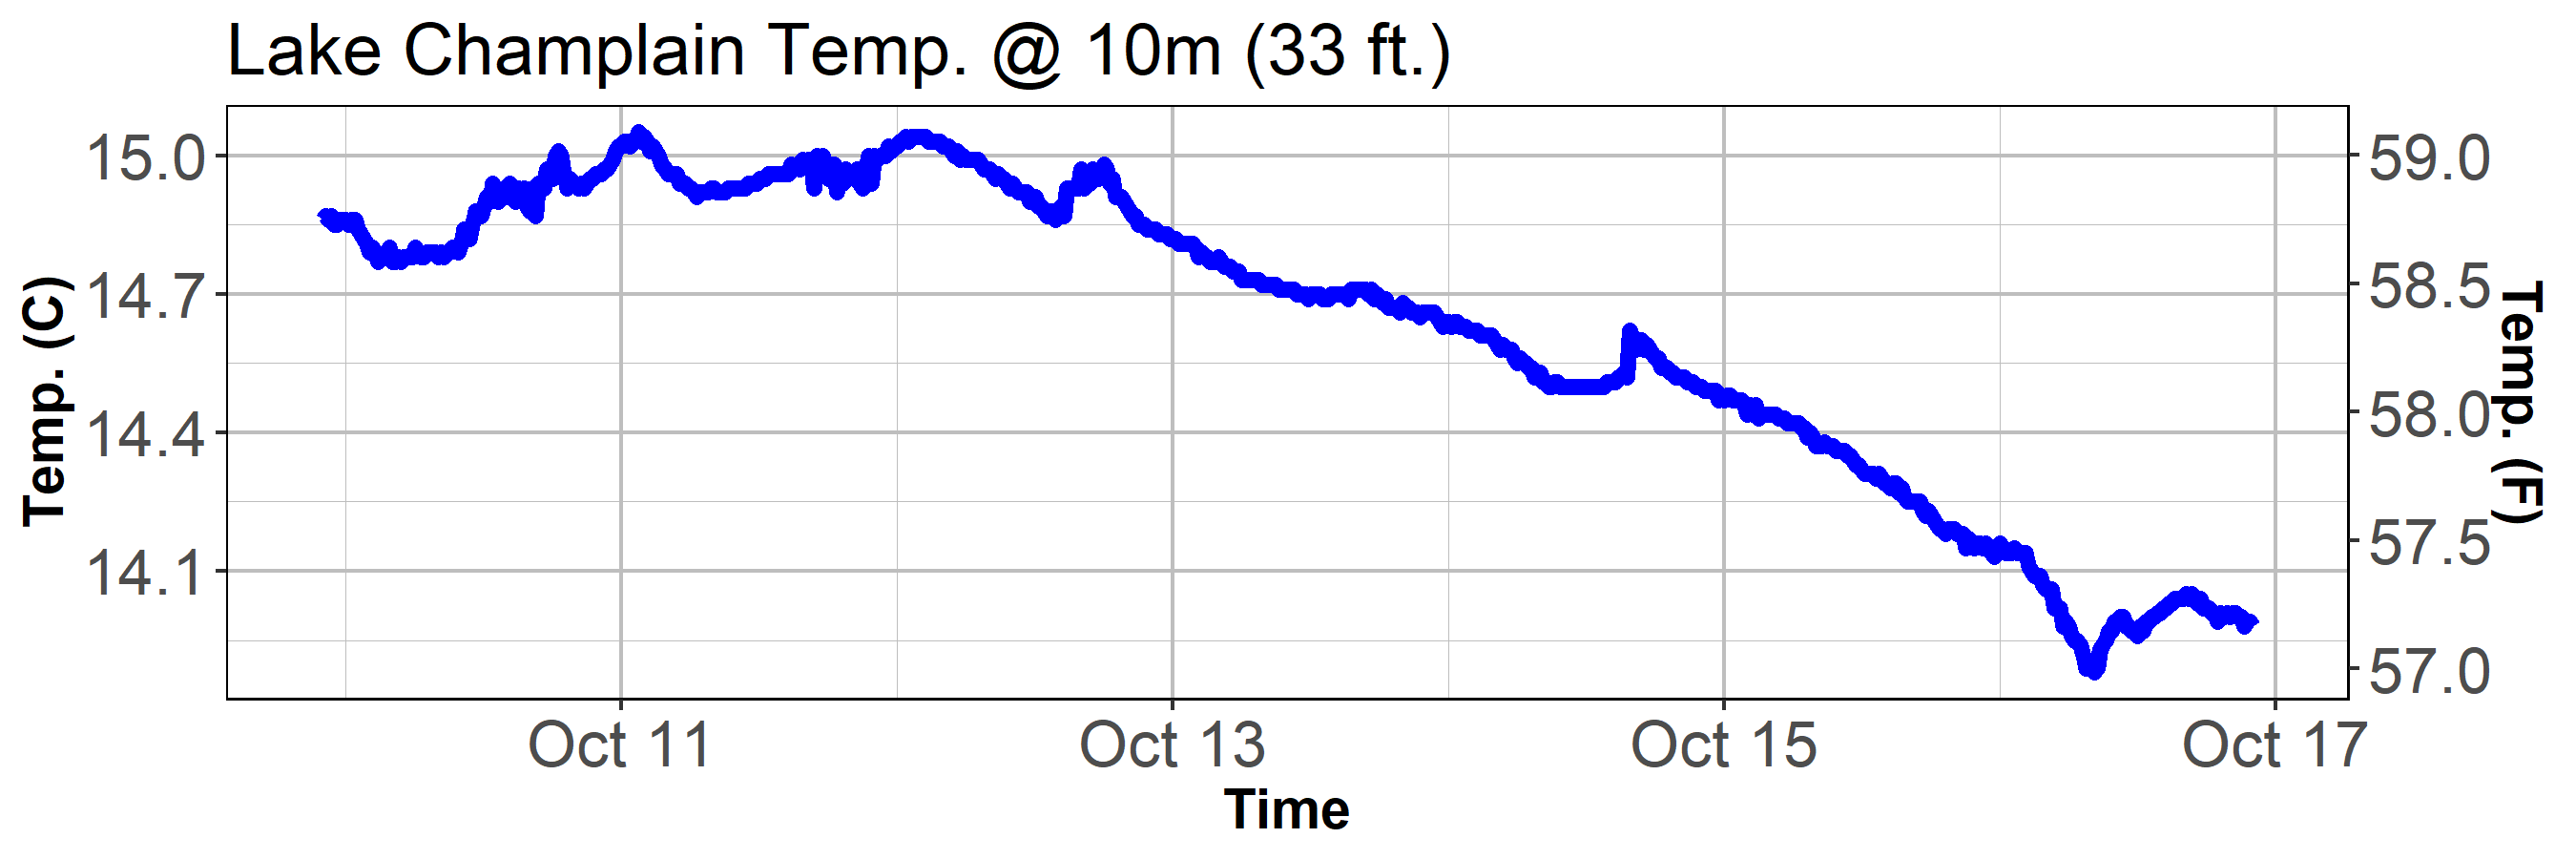 Lake Champlain Temp. @ 10m (33 ft.)
Temp. (C)
15.0
14.7
14.4
14.1
59.0
58.5
58.0
57.5
57.0
Temp. (F)
Oct 11
Oct 13
Oct 15
Oct 17
Time